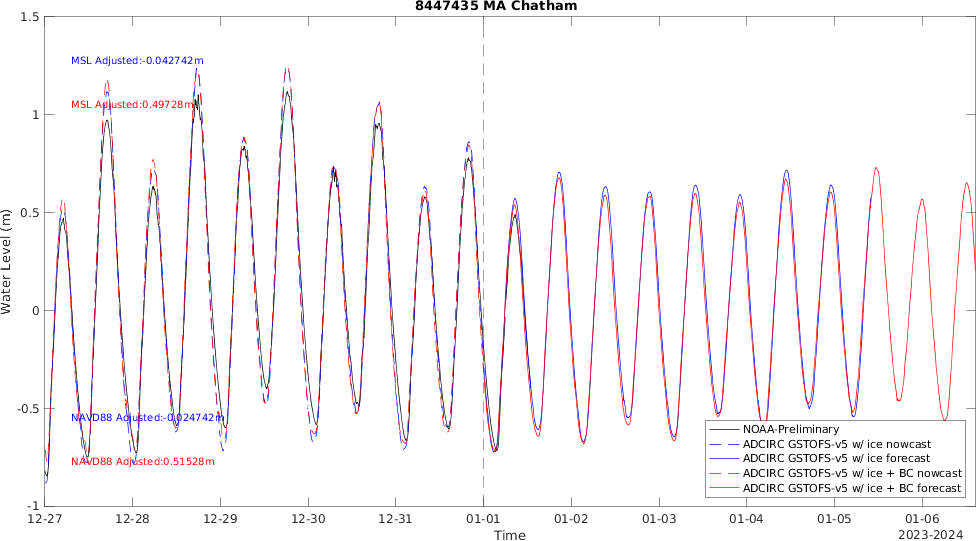 8447435 MA Chatham
1.5
1
0.5
0
-0.5
-1
Water Level (m)
MSL Adjusted:-0.042742m
MSL Adjusted:0.49728m
NAVD88 Adjusted:-0.024742m
NAVD88 Adjusted:0.51528m
NOAA-Preliminary
ADCIRC GSTOFS-v5 w/ ice nowcast
ADCIRC GSTOFS-v5 w/ ice forecast
ADCIRC GSTOFS-v5 w/ ice + BC nowcast
ADCIRC GSTOFS-v5 w/ ice + BC forecast
12-27 12-28 12-29 12-30 12-31 01-01 01-02 01-03 01-04 01-05 01-06
Time
2023-2024